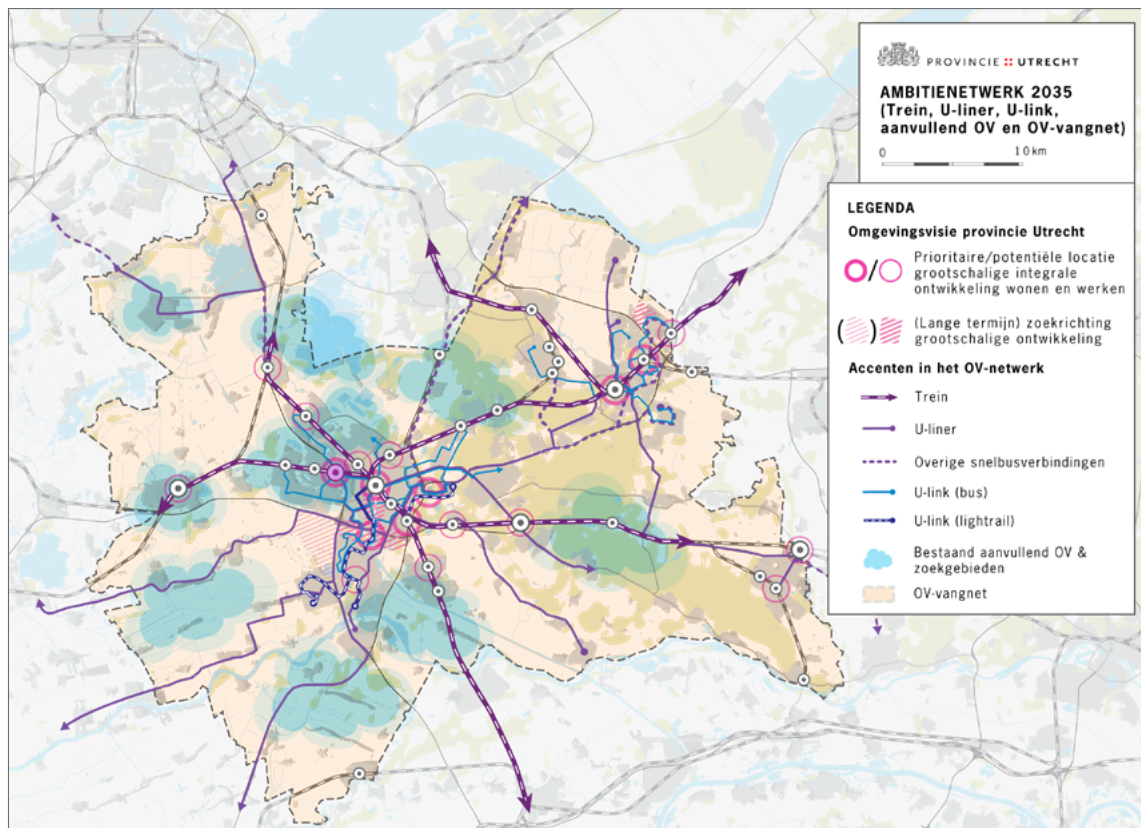 PROVINCIE UTRECHT
AMBITIENETWERK 2035
(Trein, U-liner, U-link,
aanvullend OV en OV-vangnet)
0 10km
LEGENDA
Omgevingsvisie provincie Utrecht
Prioritaire/potentiële locatie
grootschalige integrale
ontwikkeling wonen en werken
(Lange termijn) zoekrichting
grootschalige ontwikkeling
Accenten in het OV-netwerk
Trein
U-liner
Overige snelbusverbindingen
U-link (bus)
U-link (lightrail)
Bestaand aanvullend OV &
zoekgebieden
OV-vangnet